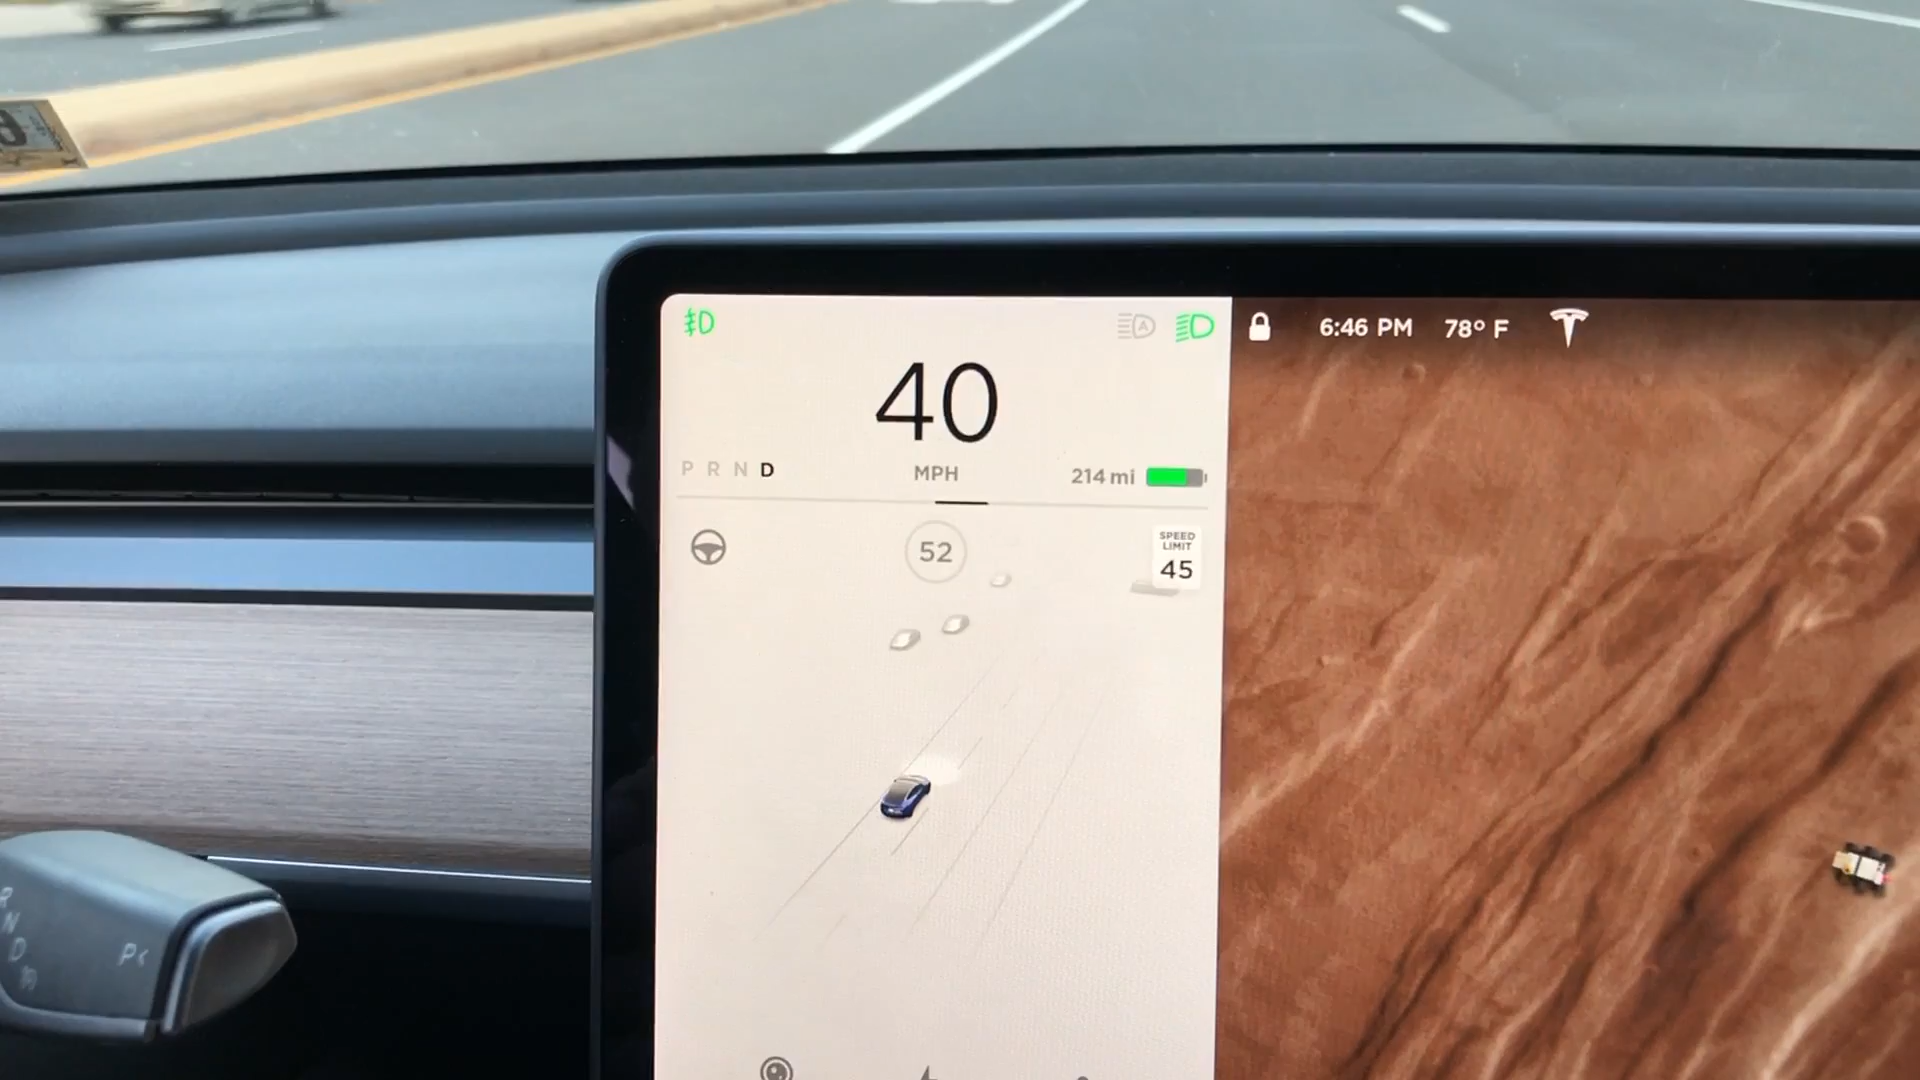 6:46 PM 78° F
40
P R N D
MPH
214 mi
52
SPEED
LIMIT
45
R
N
D
P<